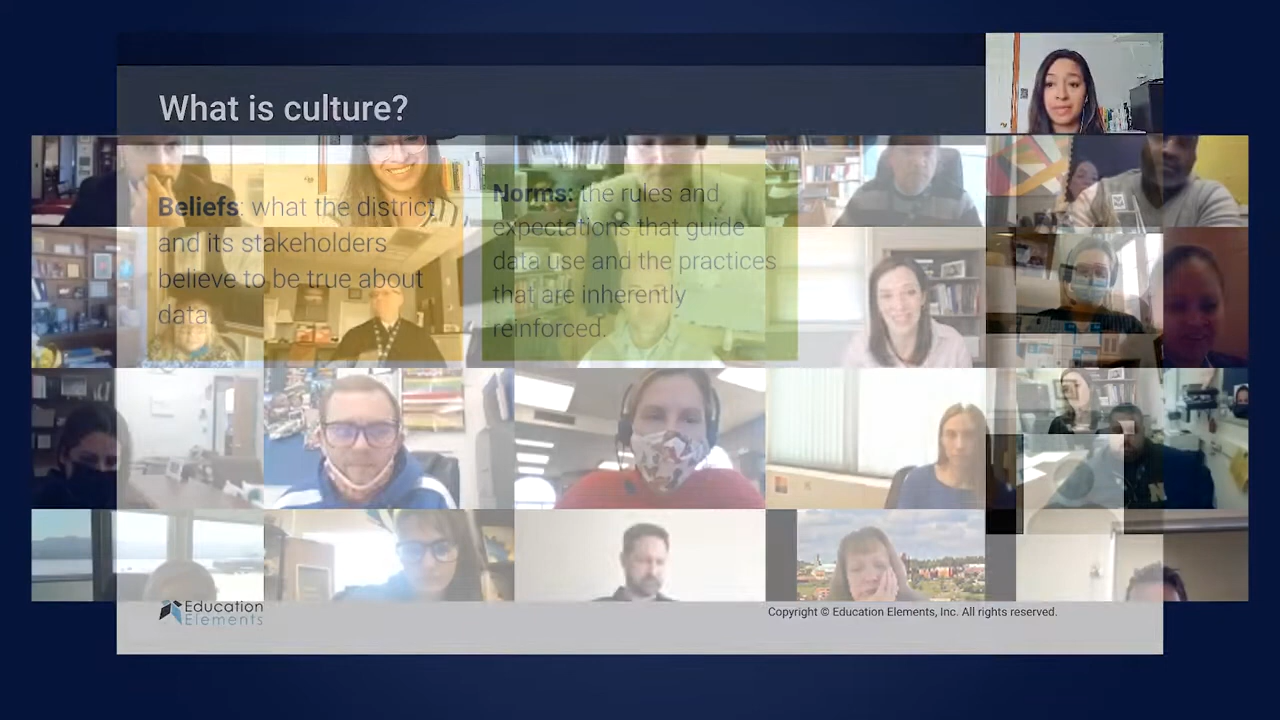 What is culture?
Beliefs: what the district
and its stakeholders
believe to be true about
data
Norms: the rules and
expectations that guide
data use and the practices
that are inherently
reinforced.
Education
Elements
Copyright © Education Elements, Inc. All rights reserved.